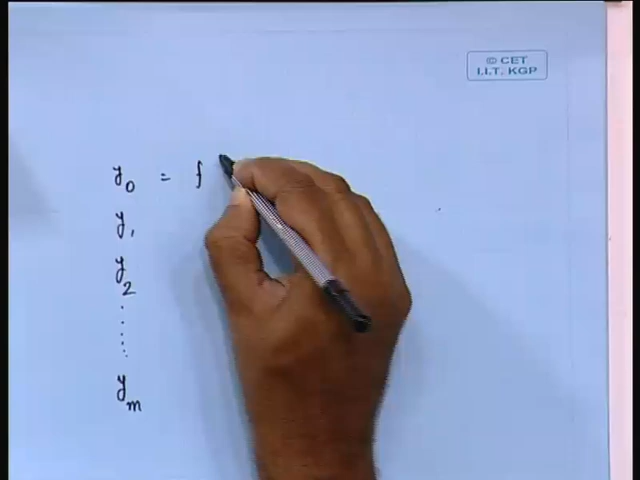 © CET
I.I.T. KGP
y₀ = f
y₁
y₂
⋮
yₘ